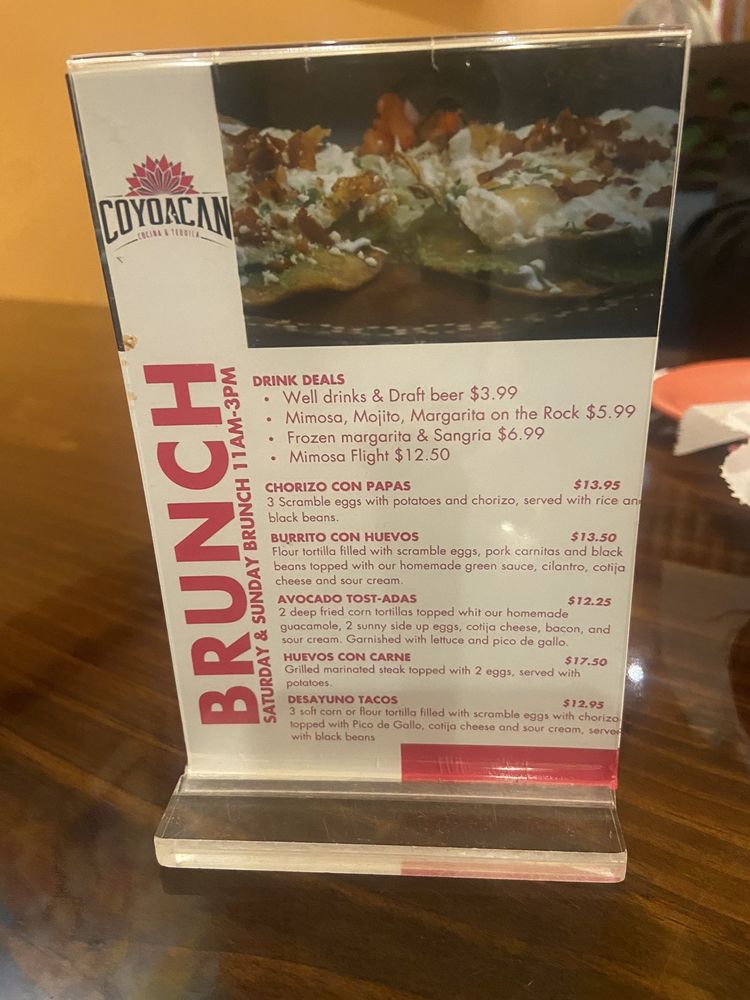 COYOACAN
COCINA & TEQUILA
BRUNCH
SATURDAY & SUNDAY BRUNCH 11AM-3PM
DRINK DEALS
• Well drinks & Draft beer $3.99
• Mimosa, Mojito, Margarita on the Rock $5.99
• Frozen margarita & Sangria $6.99
• Mimosa Flight $12.50
CHORIZO CON PAPAS $13.95
3 Scramble eggs with potatoes and chorizo, served with rice an
black beans.
BURRITO CON HUEVOS $13.50
Flour tortilla filled with scramble eggs, pork carnitas and black
beans topped with our homemade green sauce, cilantro, cotija
cheese and sour cream.
AVOCADO TOST-ADAS $12.25
2 deep fried corn tortillas topped whit our homemade
guacamole, 2 sunny side up eggs, cotija cheese, bacon, and
sour cream. Garnished with lettuce and pico de gallo.
HUEVOS CON CARNE $17.50
Grilled marinated steak topped with 2 eggs, served with
potatoes.
DESAYUNO TACOS $12.95
3 soft corn or flour tortilla filled with scramble eggs with chorizo
topped with Pico de Gallo, cotija cheese and sour cream, serve
with black beans